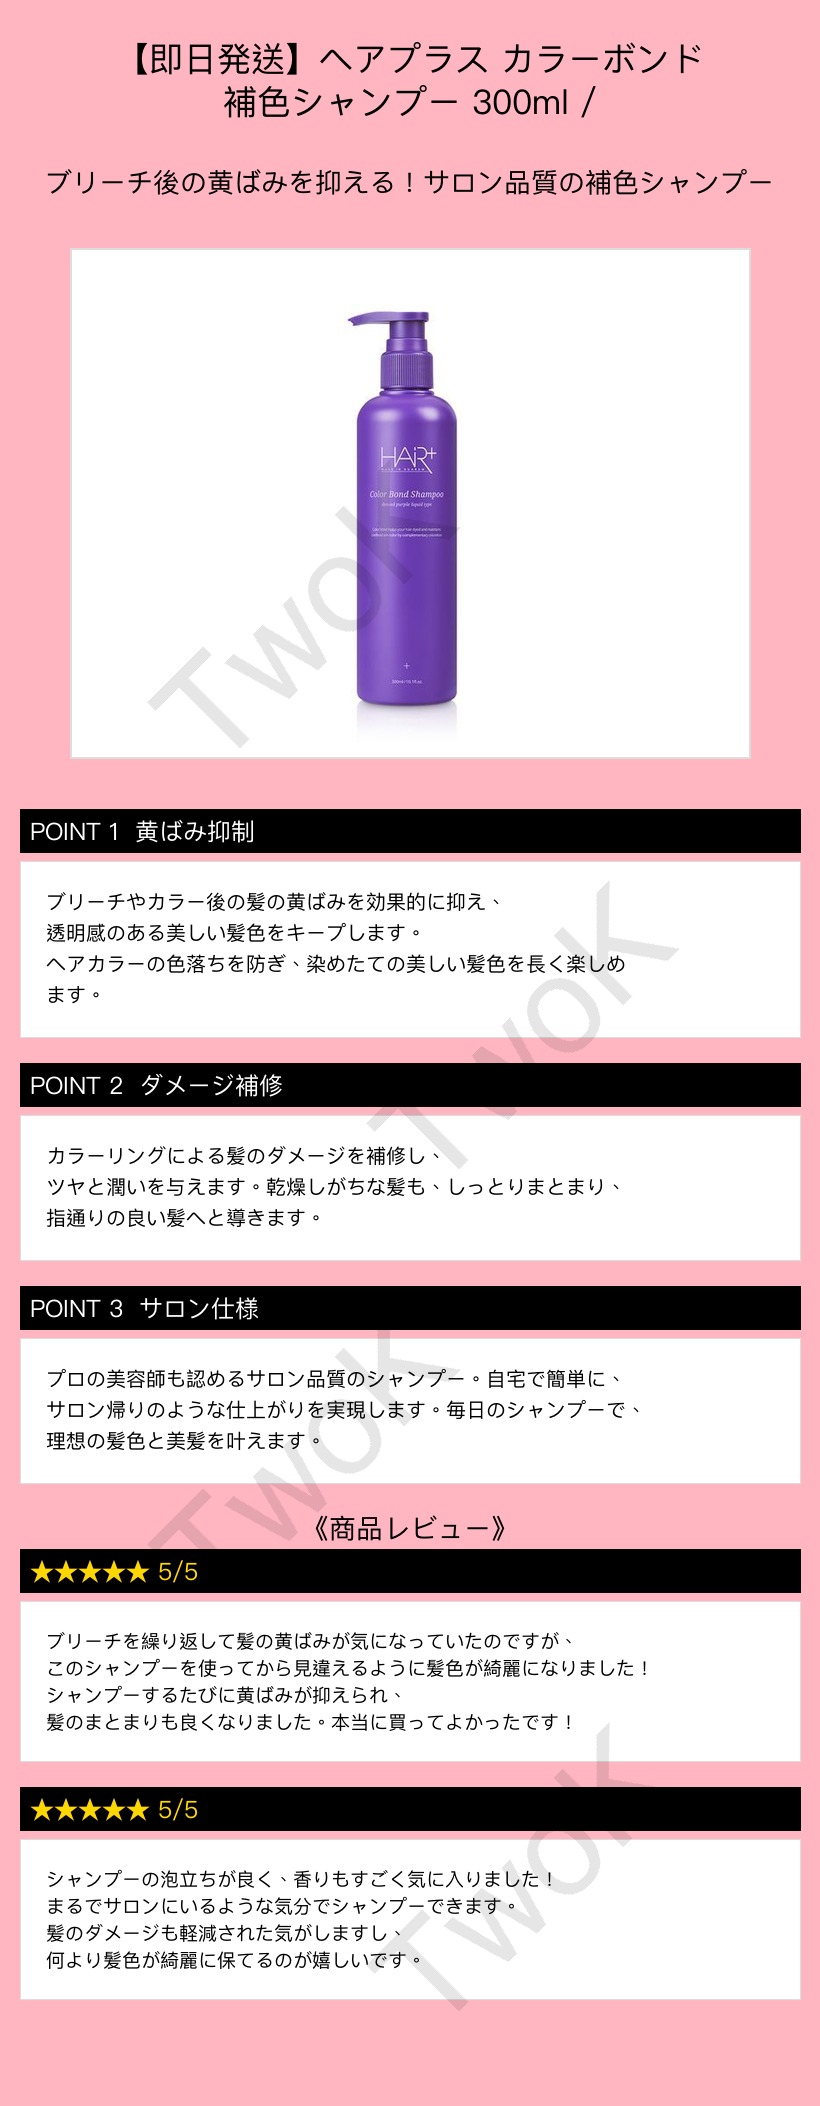 【即日発送】ヘアプラス カラーボンド
補色シャンプー 300ml /
ブリーチ後の黄ばみを抑える！サロン品質の補色シャンプー
HAIR+
Color Bond Shampoo
300ml/10.1fl.oz
TwoK
POINT 1 黄ばみ抑制
ブリーチやカラー後の髪の黄ばみを効果的に抑え、
透明感のある美しい髪色をキープします。
ヘアカラーの色落ちを防ぎ、染めたての美しい髪色を長く楽しめ
ます。
TwoK
POINT 2 ダメージ補修
カラーリングによる髪のダメージを補修し、
ツヤと潤いを与えます。乾燥しがちな髪も、しっとりまとまり、
指通りの良い髪へと導きます。
POINT 3 サロン仕様
プロの美容師も認めるサロン品質のシャンプー。自宅で簡単に、
サロン帰りのような仕上がりを実現します。毎日のシャンプーで、
理想の髪色と美髪を叶えます。
TwoK
《商品レビュー》
★★★★★ 5/5
ブリーチを繰り返して髪の黄ばみが気になっていたのですが、
このシャンプーを使ってから見違えるように髪色が綺麗になりました！
シャンプーするたびに黄ばみが抑えられ、
髪のまとまりも良くなりました。本当に買ってよかったです！
★★★★★ 5/5
シャンプーの泡立ちが良く、香りもすごく気に入りました！
まるでサロンにいるような気分でシャンプーできます。
髪のダメージも軽減された気がしますし、
何より髪色が綺麗に保てるのが嬉しいです。
TwoK